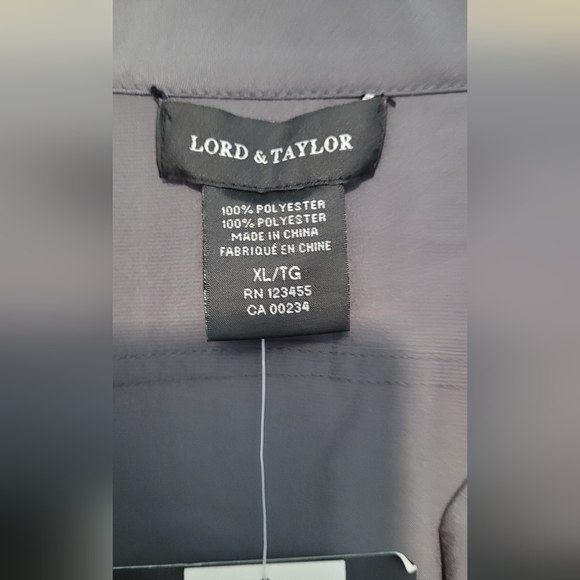 LORD & TAYLOR
100% POLYESTER
100% POLYESTER
MADE IN CHINA
FABRIQUÉ EN CHINE
XL/TG
RN 123455
CA 00234